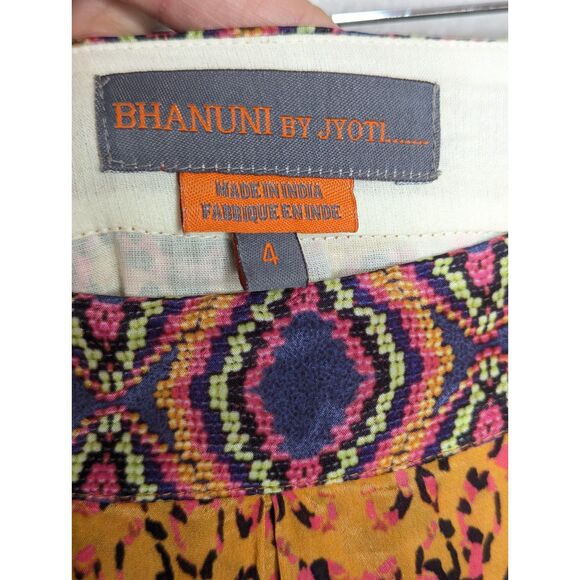 BHANUNI BY JYOTI......
MADE IN INDIA
FABRIQUE EN INDE
4